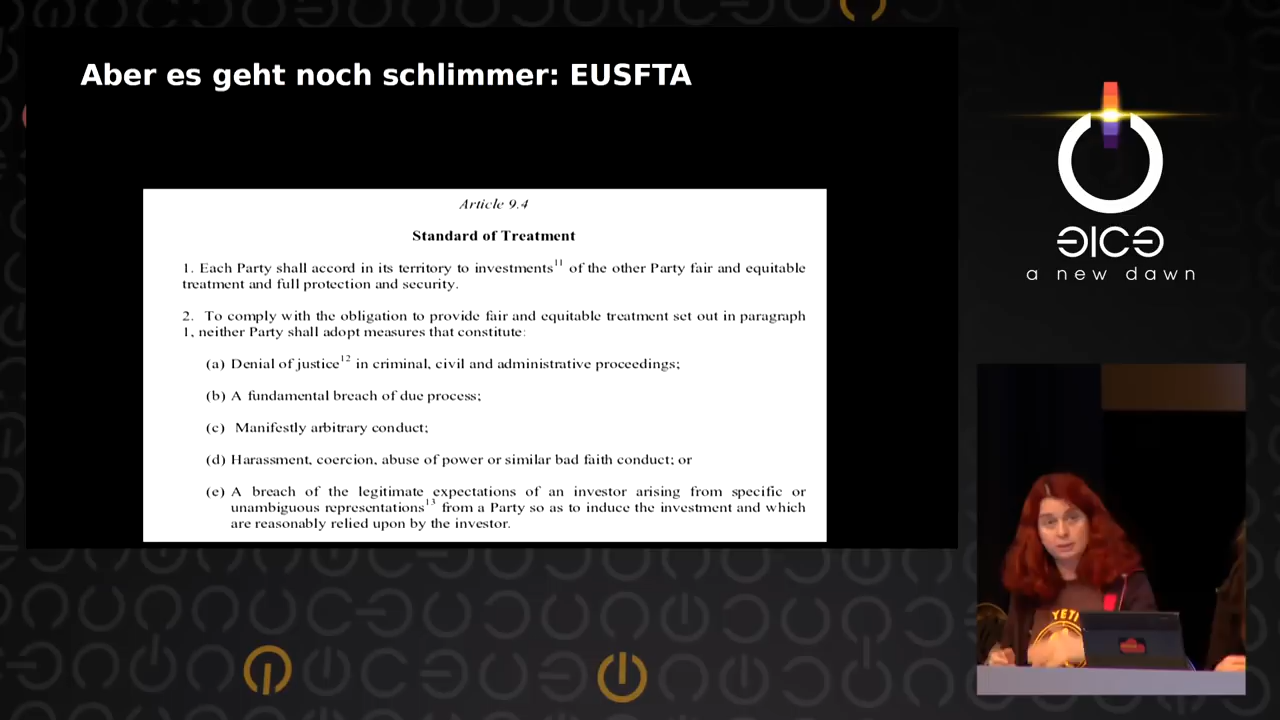 Aber es geht noch schlimmer: EUSFTA
Article 9.4
Standard of Treatment
1. Each Party shall accord in its territory to investments11 of the other Party fair and equitable
treatment and full protection and security.
2. To comply with the obligation to provide fair and equitable treatment set out in paragraph
1, neither Party shall adopt measures that constitute:
(a) Denial of justice12 in criminal, civil and administrative proceedings;
(b) A fundamental breach of due process;
(c) Manifestly arbitrary conduct;
(d) Harassment, coercion, abuse of power or similar bad faith conduct; or
(e) A breach of the legitimate expectations of an investor arising from specific or
unambiguous representations13 from a Party so as to induce the investment and which
are reasonably relied upon by the investor.
a new dawn
YETI